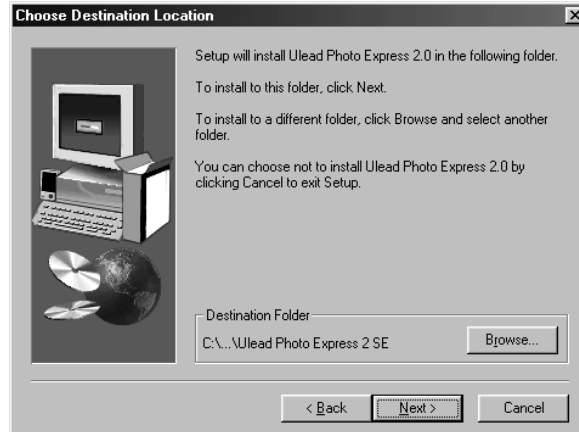 Choose Destination Location
Setup will install Ulead Photo Express 2.0 in the following folder.
To install to this folder, click Next.
To install to a different folder, click Browse and select another
folder.
You can choose not to install Ulead Photo Express 2.0 by
clicking Cancel to exit Setup.
Destination Folder
C:\...\Ulead Photo Express 2 SE
Browse...
< Back
Next >
Cancel